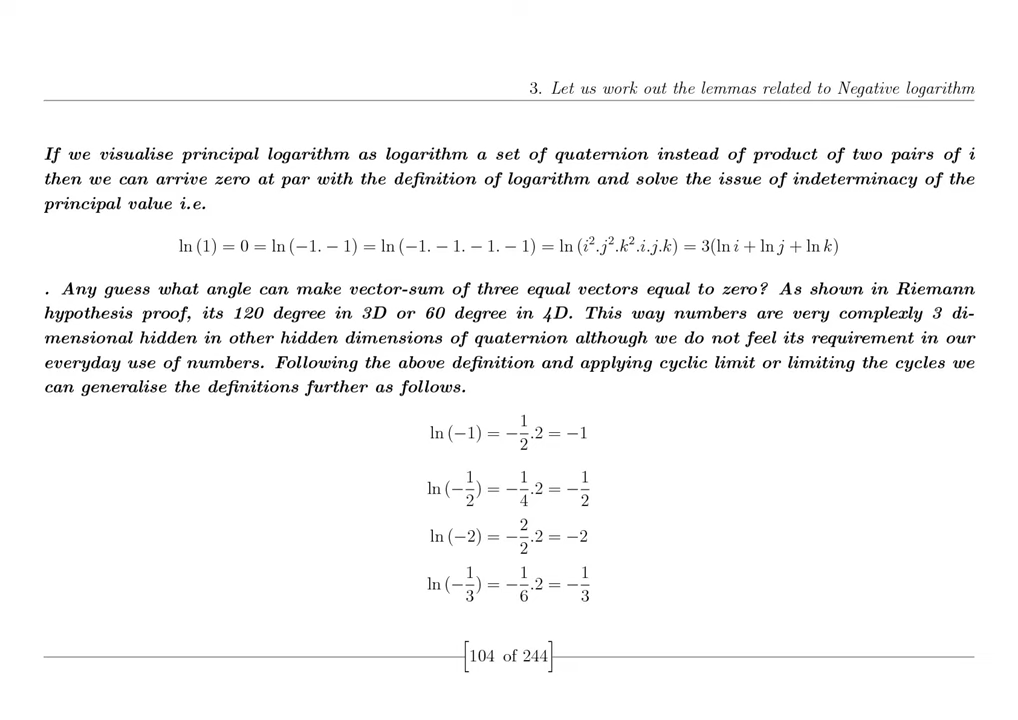 3. Let us work out the lemmas related to Negative logarithm
If we visualise principal logarithm as logarithm a set of quaternion instead of product of two pairs of i
then we can arrive zero at par with the definition of logarithm and solve the issue of indeterminacy of the
principal value i.e.
ln (1) = 0 = ln (−1. − 1) = ln (−1. − 1. − 1. − 1) = ln (i².j².k².i.j.k) = 3(ln i + ln j + ln k)
. Any guess what angle can make vector-sum of three equal vectors equal to zero? As shown in Riemann
hypothesis proof, its 120 degree in 3D or 60 degree in 4D. This way numbers are very complexly 3 di-
mensional hidden in other hidden dimensions of quaternion although we do not feel its requirement in our
everyday use of numbers. Following the above definition and applying cyclic limit or limiting the cycles we
can generalise the definitions further as follows.
ln (−1) = −1/2.2 = −1
ln (−1/2) = −1/4.2 = −1/2
ln (−2) = −2/2.2 = −2
ln (−1/3) = −1/6.2 = −1/3
[104 of 244]